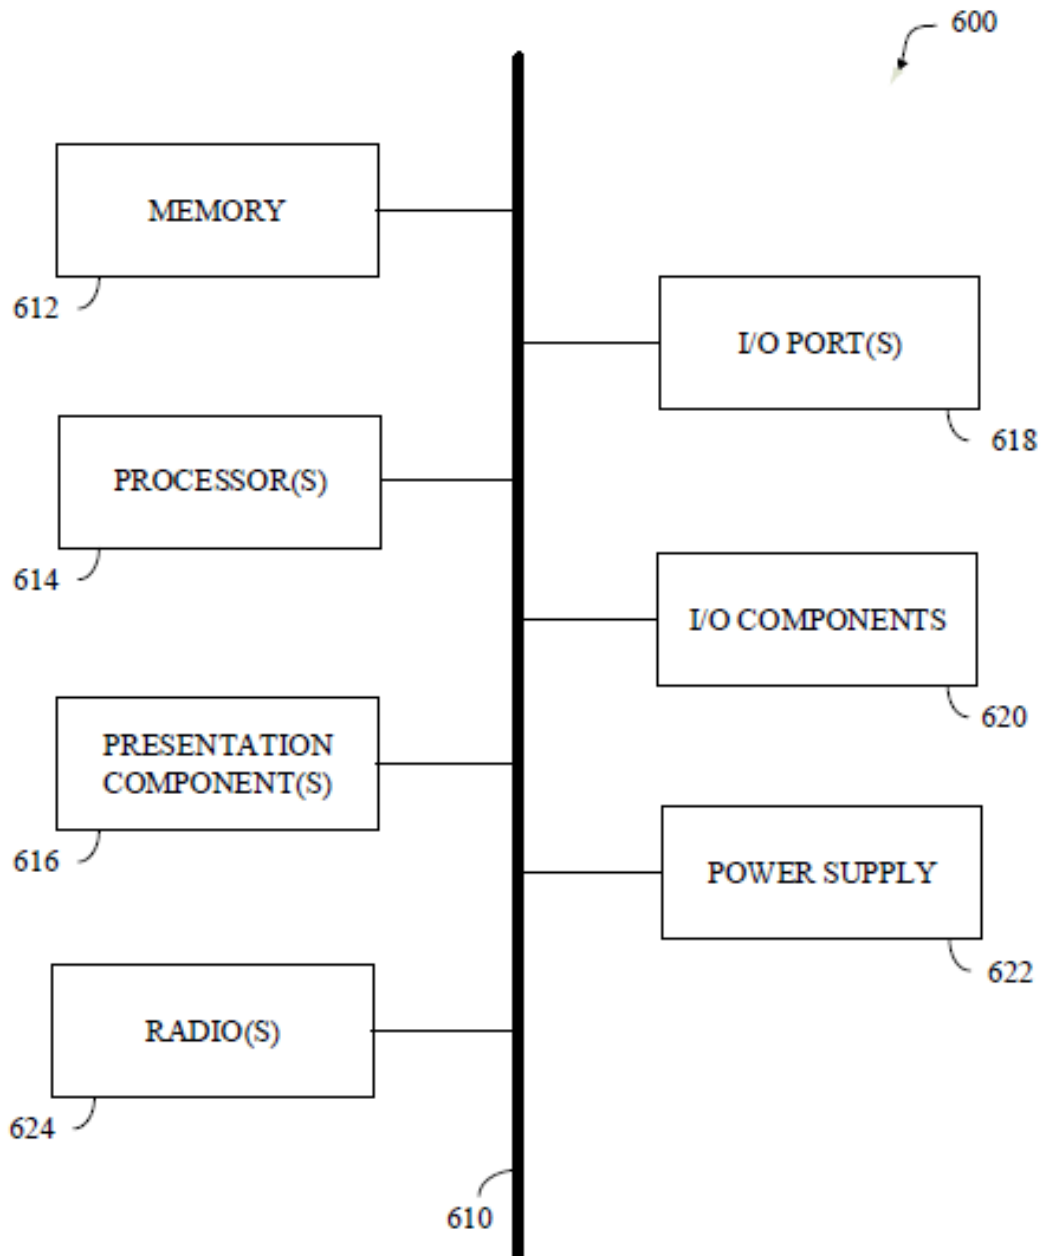 600
MEMORY
612
I/O PORT(S)
618
PROCESSOR(S)
614
I/O COMPONENTS
620
PRESENTATION
COMPONENT(S)
616
POWER SUPPLY
622
RADIO(S)
624
610